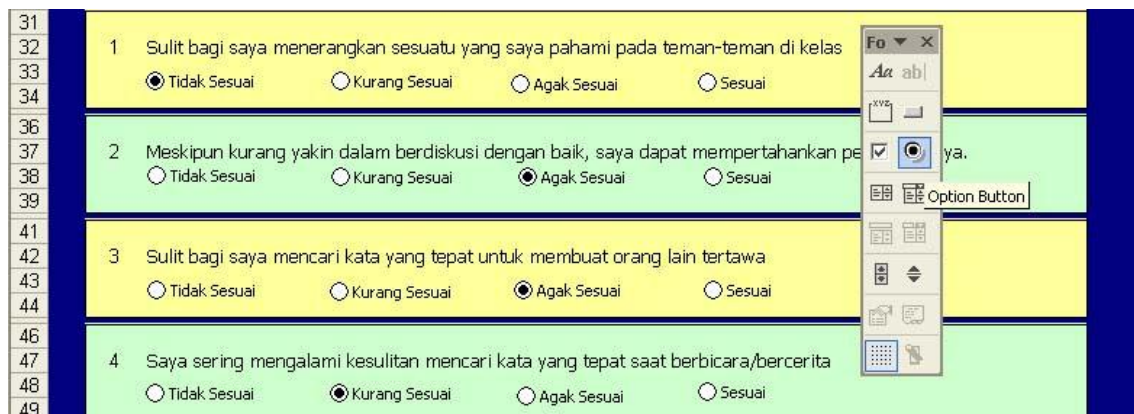 31
32 1 Sulit bagi saya menerangkan sesuatu yang saya pahami pada teman-teman di kelas
33 Tidak Sesuai Kurang Sesuai Agak Sesuai Sesuai
34
36
37 2 Meskipun kurang yakin dalam berdiskusi dengan baik, saya dapat mempertahankan pe ya.
38 Tidak Sesuai Kurang Sesuai Agak Sesuai Sesuai
39
41
42 3 Sulit bagi saya mencari kata yang tepat untuk membuat orang lain tertawa
43 Tidak Sesuai Kurang Sesuai Agak Sesuai Sesuai
44
46
47 4 Saya sering mengalami kesulitan mencari kata yang tepat saat berbicara/bercerita
48 Tidak Sesuai Kurang Sesuai Agak Sesuai Sesuai
49
Fo
Aa ab|
XYZ
Option Button